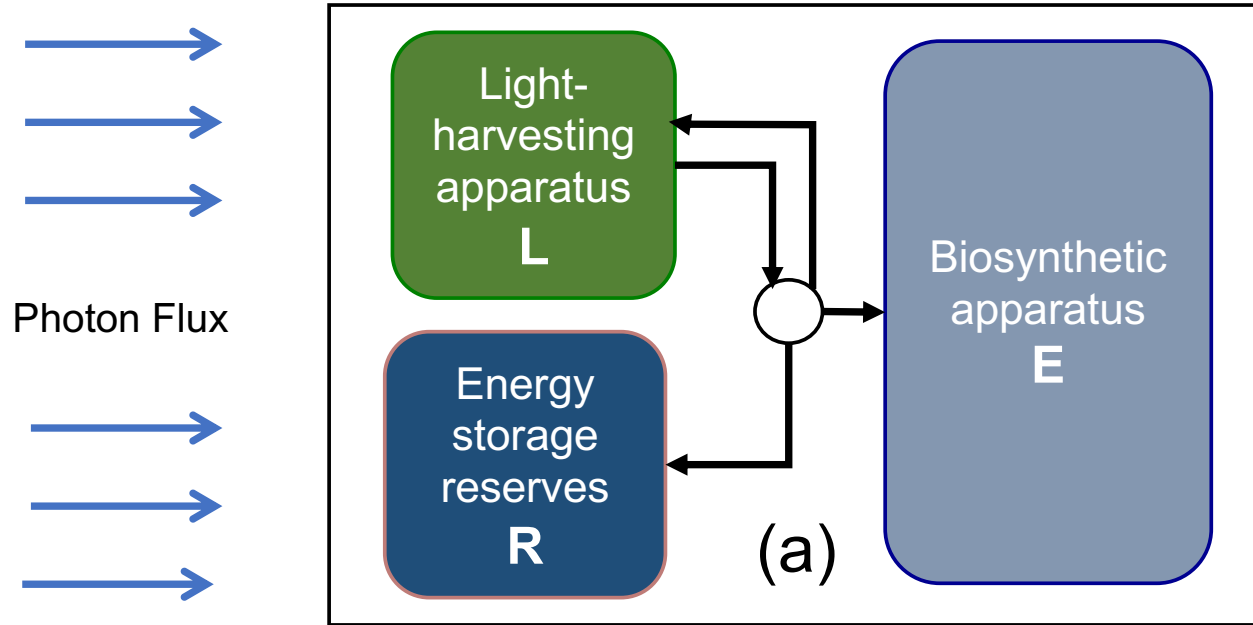 Light-
harvesting
apparatus
L
Photon Flux
Energy
storage
reserves
R
Biosynthetic
apparatus
E
(a)